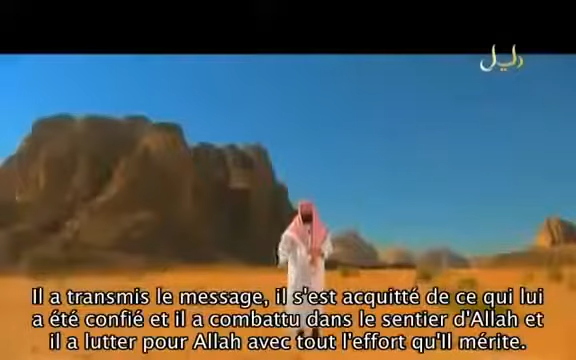 دليل
Il a transmis le message, il s'est acquitté de ce qui lui
a été confié et il a combattu dans le sentier d'Allah et
il a lutter pour Allah avec tout l'effort qu'Il mérite.